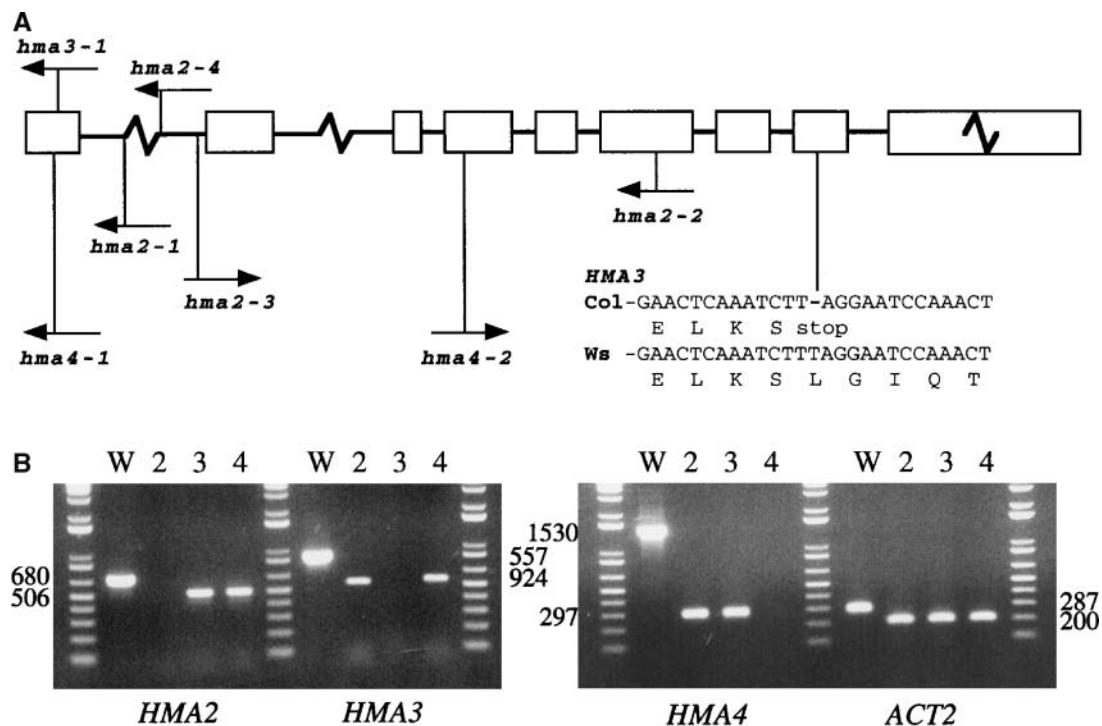 A
hma3-1
hma2-4
hma2-2
hma2-1
hma2-3
hma4-1
hma4-2
HMA3
Col -GAACTCAAATCTT-AGGAATCCAAACT
E L K S stop
Ws -GAACTCAAATCTTTAGGAATCCAAACT
E L K S L G I Q T
B
W 2 3 4 W 2 3 4 W 2 3 4 W 2 3 4
680
506
557
924
1530
297
287
200
HMA2 HMA3 HMA4 ACT2